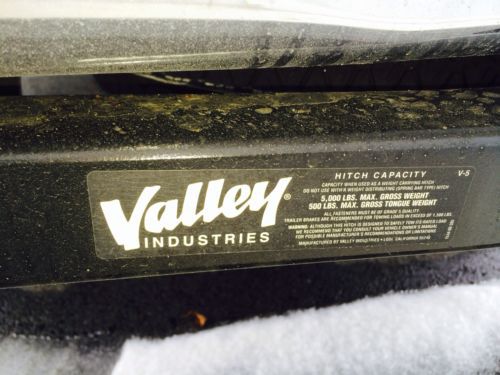 Valley®
INDUSTRIES
HITCH CAPACITY V-5
CAPACITY WHEN USED AS A WEIGHT CARRYING HITCH
DO NOT USE WITH A WEIGHT DISTRIBUTING (SPRING BAR TYPE) HITCH
5,000 LBS. MAX. GROSS WEIGHT
500 LBS. MAX. GROSS TONGUE WEIGHT
ALL FASTENERS MUST BE OF GRADE 5 QUALITY
TRAILER BRAKES ARE RECOMMENDED FOR TOWING LOADS IN EXCESS OF 1,500 LBS.
WARNING: ALTHOUGH THIS HITCH IS DESIGNED TO SAFELY TOW ITS RATED LOAD
WE RECOMMEND THAT YOU CONSULT YOUR VEHICLE OWNER'S MANUAL
FOR POSSIBLE MANUFACTURER'S RECOMMENDATIONS OR LIMITATIONS
MANUFACTURED BY VALLEY INDUSTRIES • LODI, CALIFORNIA 95240